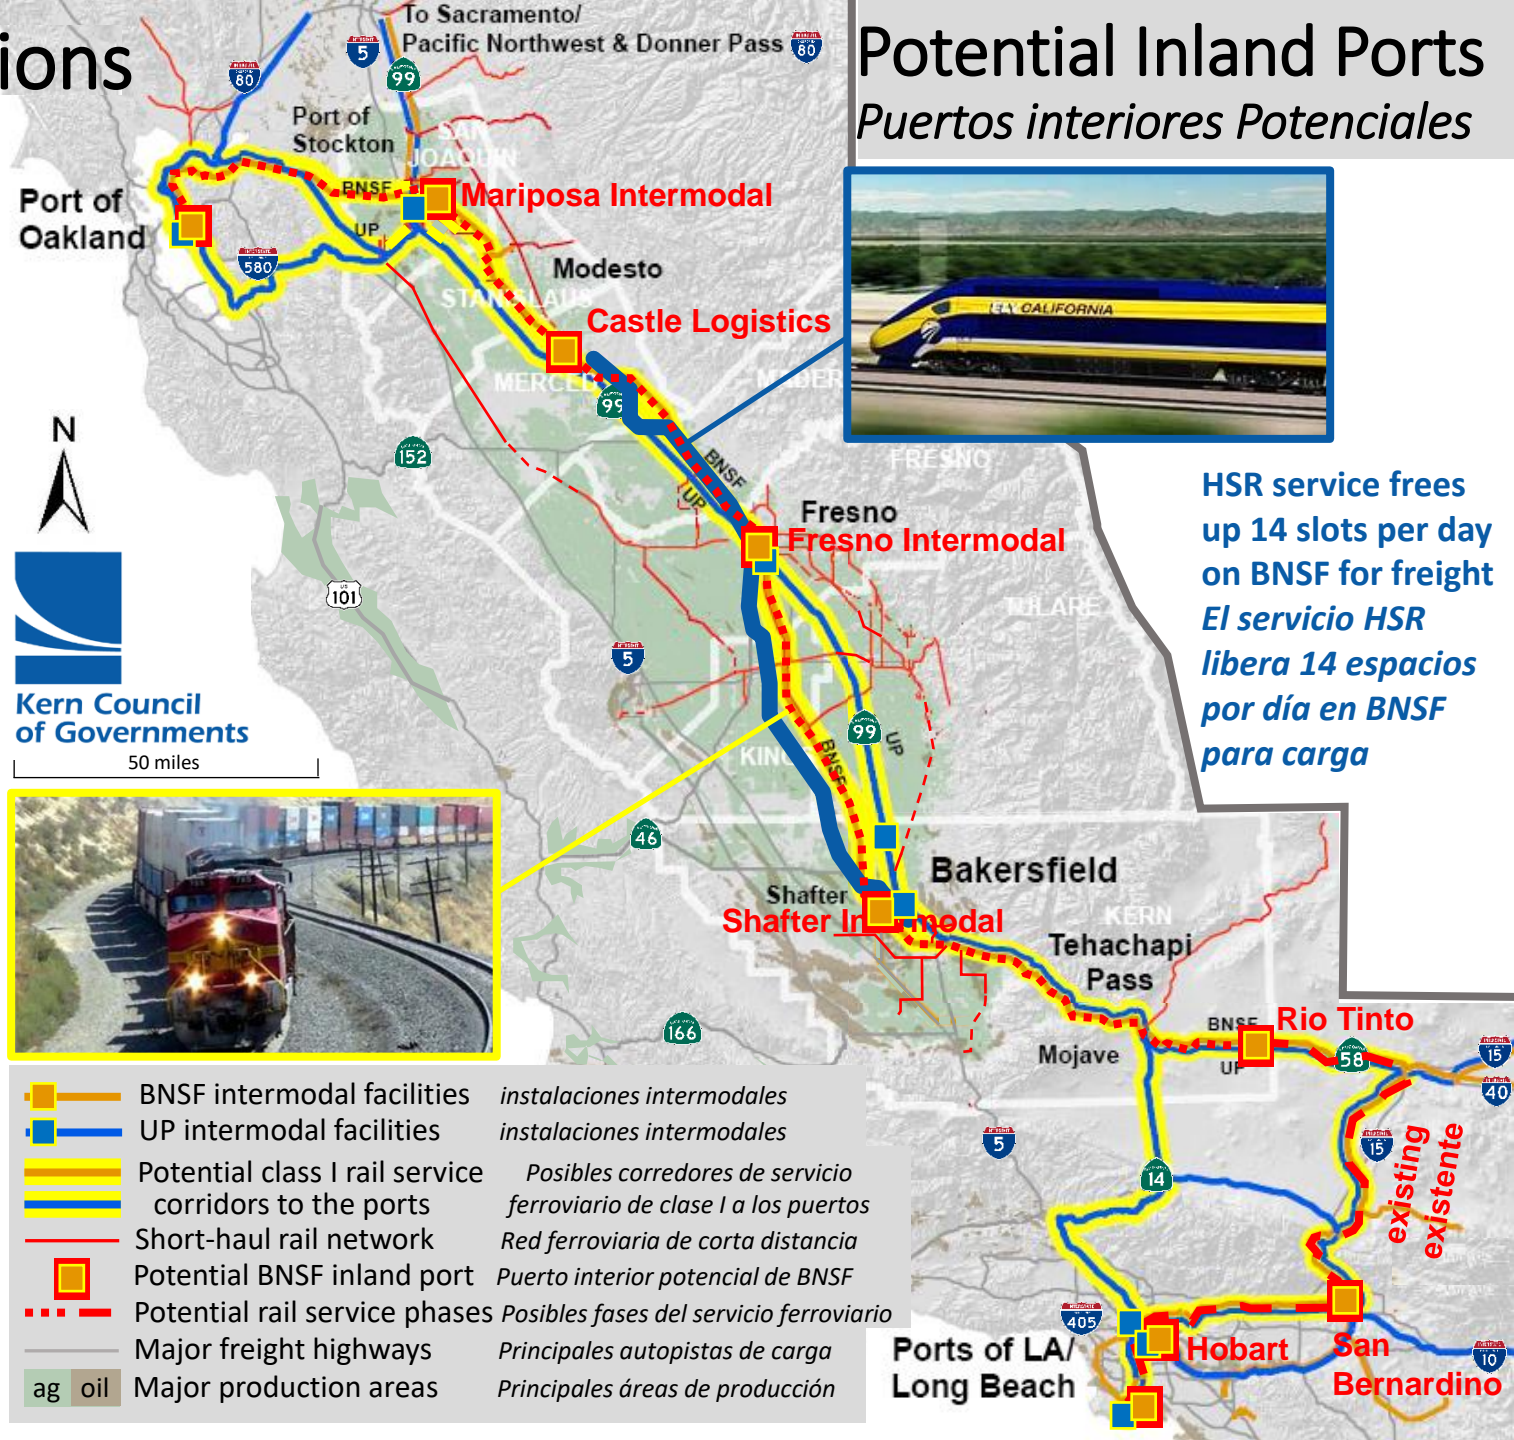 ions
Potential Inland Ports
Puertos interiores Potenciales
To Sacramento/
Pacific Northwest & Donner Pass
80
5
99
80
Port of
Stockton
SAN
JOAQUIN
BNSF
Mariposa Intermodal
Port of
Oakland
UP
580
Modesto
STANISLAUS
Castle Logistics
FLY CALIFORNIA
MERCED
MADER
99
N
152
BNSF
UP
FRESNO
HSR service frees
up 14 slots per day
on BNSF for freight
El servicio HSR
libera 14 espacios
por día en BNSF
para carga
Fresno
Fresno Intermodal
US
101
TULARE
5
Kern Council
of Governments
50 miles
99
UP
BNSF
KING
46
Bakersfield
Shafter
Shafter In modal
KERN
Tehachapi
Pass
166
Mojave
BNSF
Rio Tinto
UP
58
15
40
5
15
existing
existente
14
405
Ports of LA/
Long Beach
Hobart
San
Bernardino
10
BNSF intermodal facilities instalaciones intermodales
UP intermodal facilities instalaciones intermodales
Potential class I rail service Posibles corredores de servicio
corridors to the ports ferroviario de clase I a los puertos
Short-haul rail network Red ferroviaria de corta distancia
Potential BNSF inland port Puerto interior potencial de BNSF
Potential rail service phases Posibles fases del servicio ferroviario
Major freight highways Principales autopistas de carga
ag oil Major production areas Principales áreas de producción